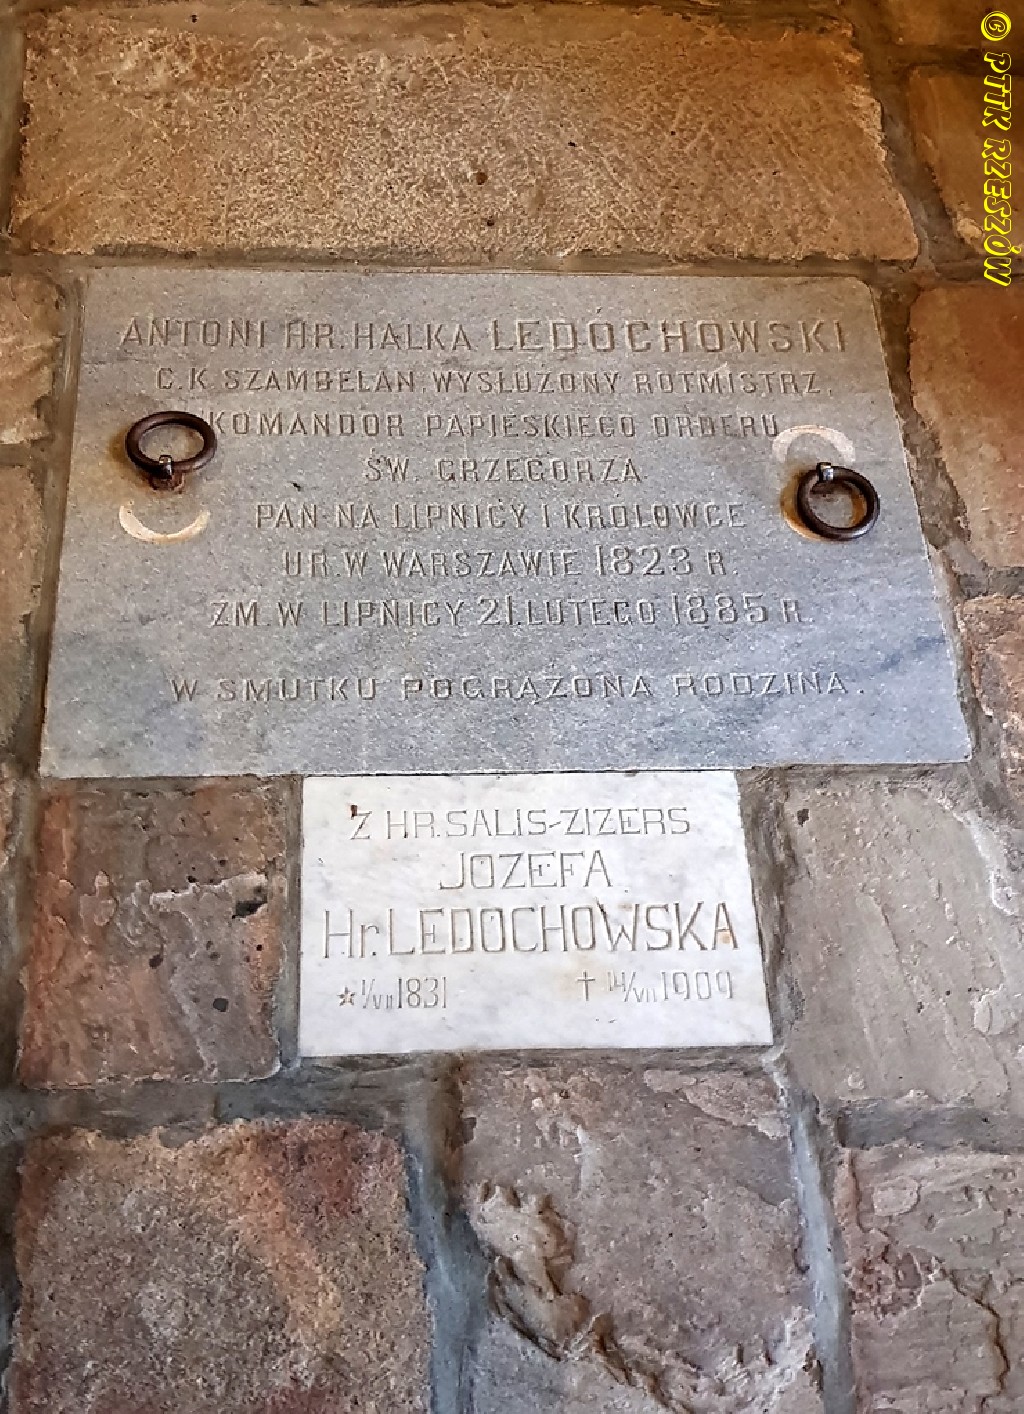 © PTTK RZESZÓW
ANTONI HR. HALKA LEDÓCHOWSKI
C.K. SZAMBELAN, WYSŁUŻONY ROTMISTRZ,
KOMANDOR PAPIESKIEGO ORDERU
ŚW. GRZEGORZA
PAN NA LIPNICY I KRÓLÓWCE
UR. W WARSZAWIE 1823 R.
ZM. W LIPNICY 21. LUTEGO 1885 R.
W SMUTKU POGRĄŻONA RODZINA.
Z HR. SALIS-ZIZERS
JÓZEFA
Hr. LEDÓCHOWSKA
☆ 1/VII 1831 † 14/VII 1909